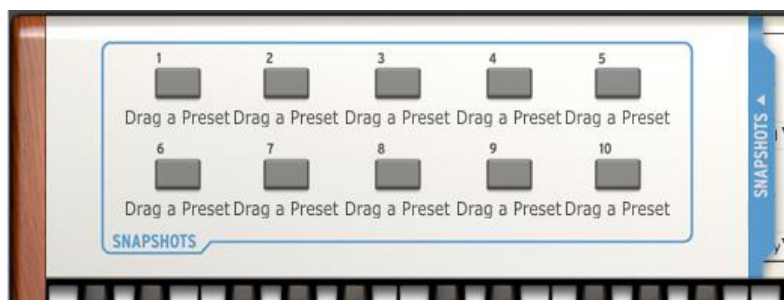 1 2 3 4 5
Drag a Preset Drag a Preset Drag a Preset Drag a Preset Drag a Preset
6 7 8 9 10
Drag a Preset Drag a Preset Drag a Preset Drag a Preset Drag a Preset
SNAPSHOTS
SNAPSHOTS